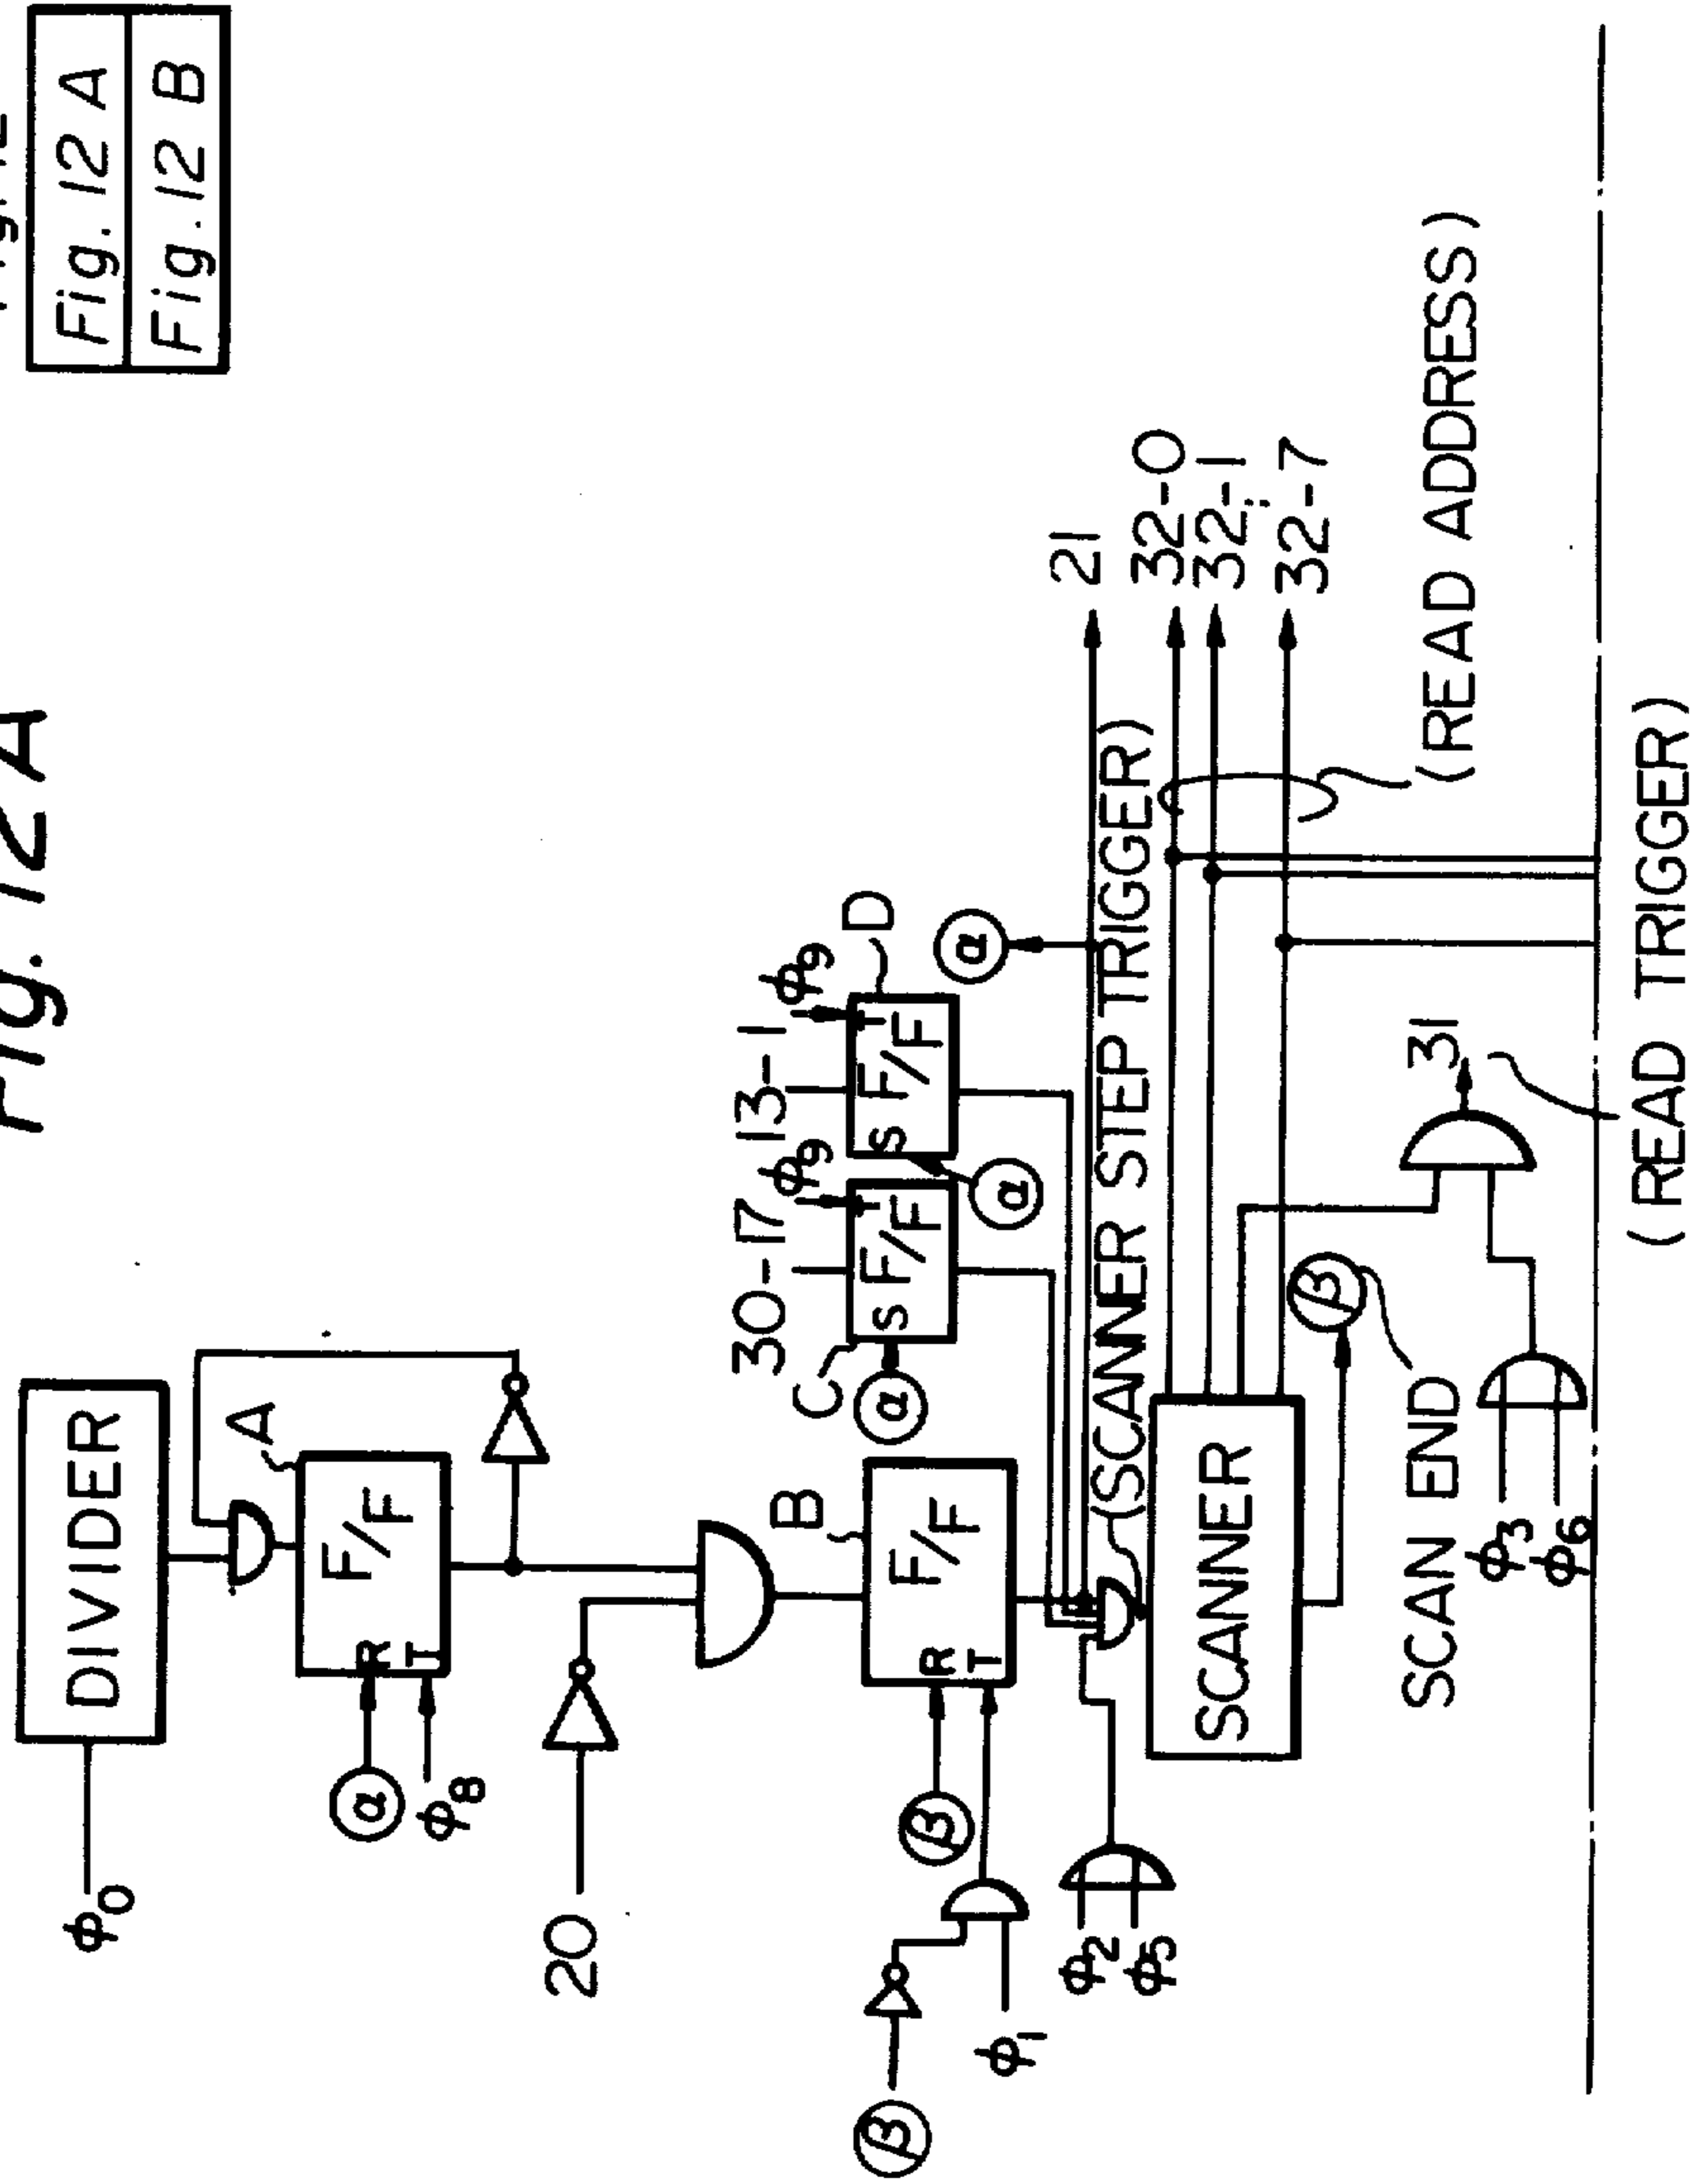 Fig. 12A
Fig. 12 A
Fig. 12 B
DIVIDER
ϕ0
A
F/F
R
T
α
ϕ8
20
B
F/F
R
T
β
β
ϕ1
30-17
ϕ9
13-1
ϕ9
C
S
F/F
T
D
S
F/F
T
α
α
α
21
(SCANNER STEP TRIGGER)
32-0
32-1
32-7
ϕ2
ϕ5
SCANNER
β
SCAN END
31
(READ ADDRESS)
ϕ3
ϕ6
(READ TRIGGER)